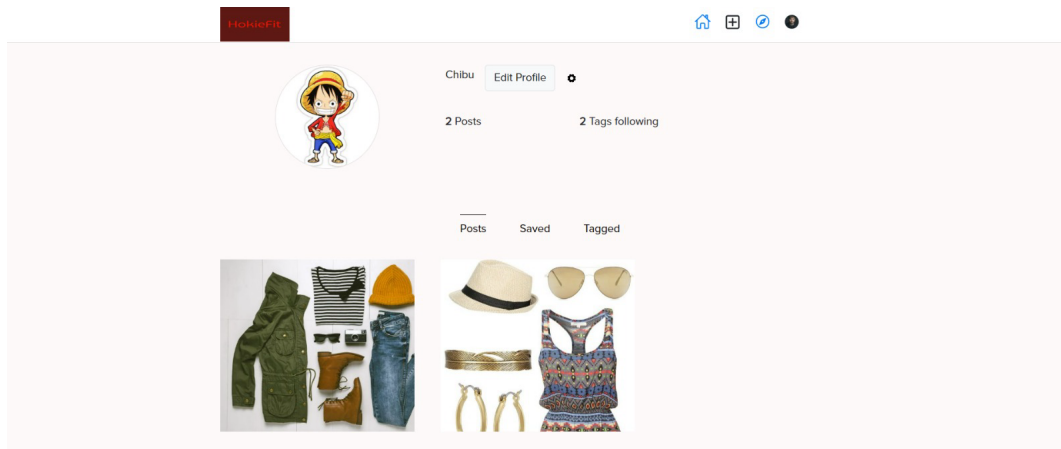 HokieFit
Chibu Edit Profile
2 Posts 2 Tags following
Posts Saved Tagged